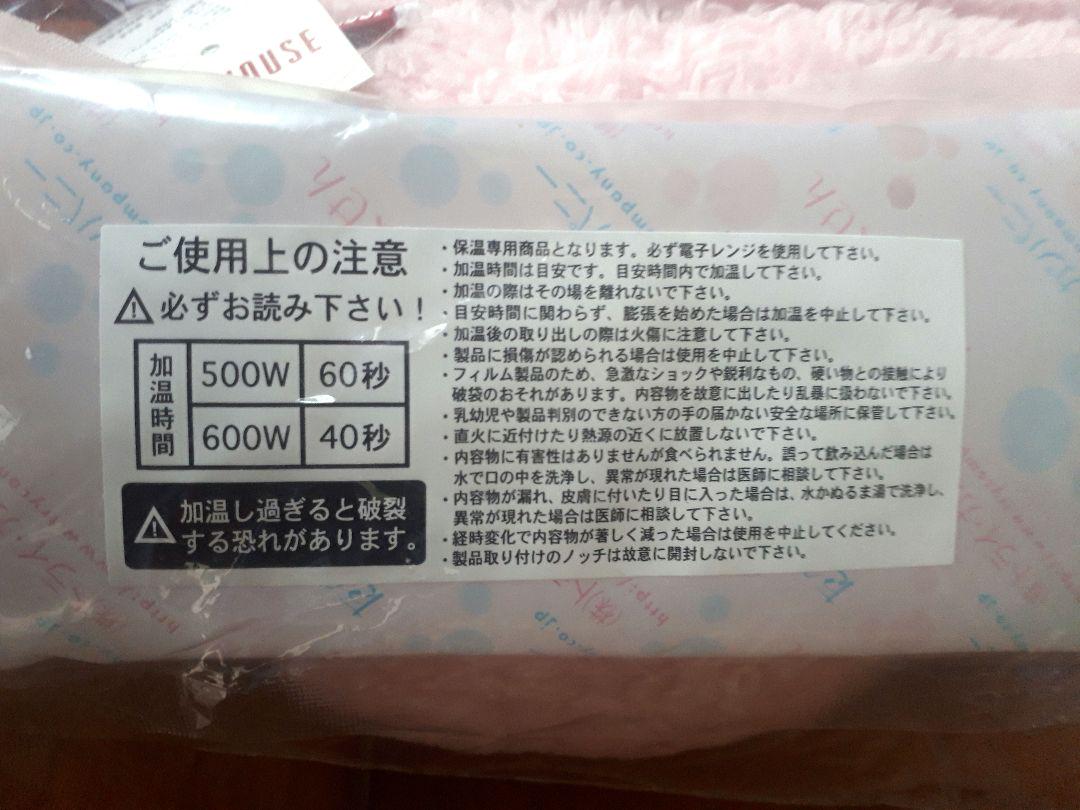 OUSE
ご使用上の注意
必ずお読み下さい！
加温時間
500W 60秒
600W 40秒
加温し過ぎると破裂
する恐れがあります。
・保温専用商品となります。必ず電子レンジを使用して下さい。
・加温時間は目安です。目安時間内で加温して下さい。
・加温の際はその場を離れないで下さい。
・目安時間に関わらず、膨張を始めた場合は加温を中止して下さい。
・加温後の取り出しの際は火傷に注意して下さい。
・製品に損傷が認められる場合は使用を中止して下さい。
・フィルム製品のため、急激なショックや鋭利なもの、硬い物との接触により
破袋のおそれがあります。内容物を故意に出したり乱暴に扱わないで下さい。
・乳幼児や製品判別のできない方の手の届かない安全な場所に保管して下さい。
・直火に近付けたり熱源の近くに放置しないで下さい。
・内容物に有害性はありませんが食べられません。誤って飲み込んだ場合は
水で口の中を洗浄し、異常が現れた場合は医師に相談して下さい。
・内容物が漏れ、皮膚に付いたり目に入った場合は、水かぬるま湯で洗浄し、
異常が現れた場合は医師に相談して下さい。
・経時変化で内容物が著しく減った場合は使用を中止してください。
・製品取り付けのノッチは故意に開封しないで下さい。